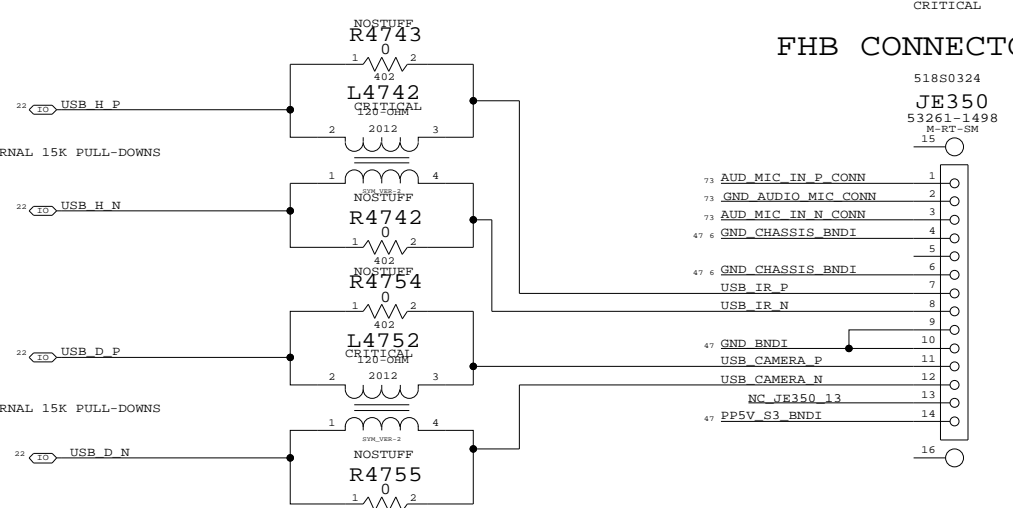 CRITICAL
FHB CONNECTO
518S0324
JE350
53261-1498
M-RT-SM
15
NOSTUFF
R4743
0
1 2
402
L4742
CRITICAL
120-OHM
2012
2 3
22 IO USB_H_P
RNAL 15K PULL-DOWNS
1 4
SYM_VER-2
NOSTUFF
R4742
0
1 2
402
22 IO USB_H_N
NOSTUFF
R4754
0
1 2
402
L4752
CRITICAL
120-OHM
2012
2 3
22 IO USB_D_P
RNAL 15K PULL-DOWNS
1 4
SYM_VER-2
NOSTUFF
R4755
0
1 2
22 IO USB_D_N
73 AUD_MIC_IN_P_CONN 1
73 GND_AUDIO_MIC_CONN 2
73 AUD_MIC_IN_N_CONN 3
47 6 GND_CHASSIS_BNDI 4
5
47 6 GND_CHASSIS_BNDI 6
USB_IR_P 7
USB_IR_N 8
9
47 GND_BNDI 10
USB_CAMERA_P 11
USB_CAMERA_N 12
NC_JE350_13 13
47 PP5V_S3_BNDI 14
16